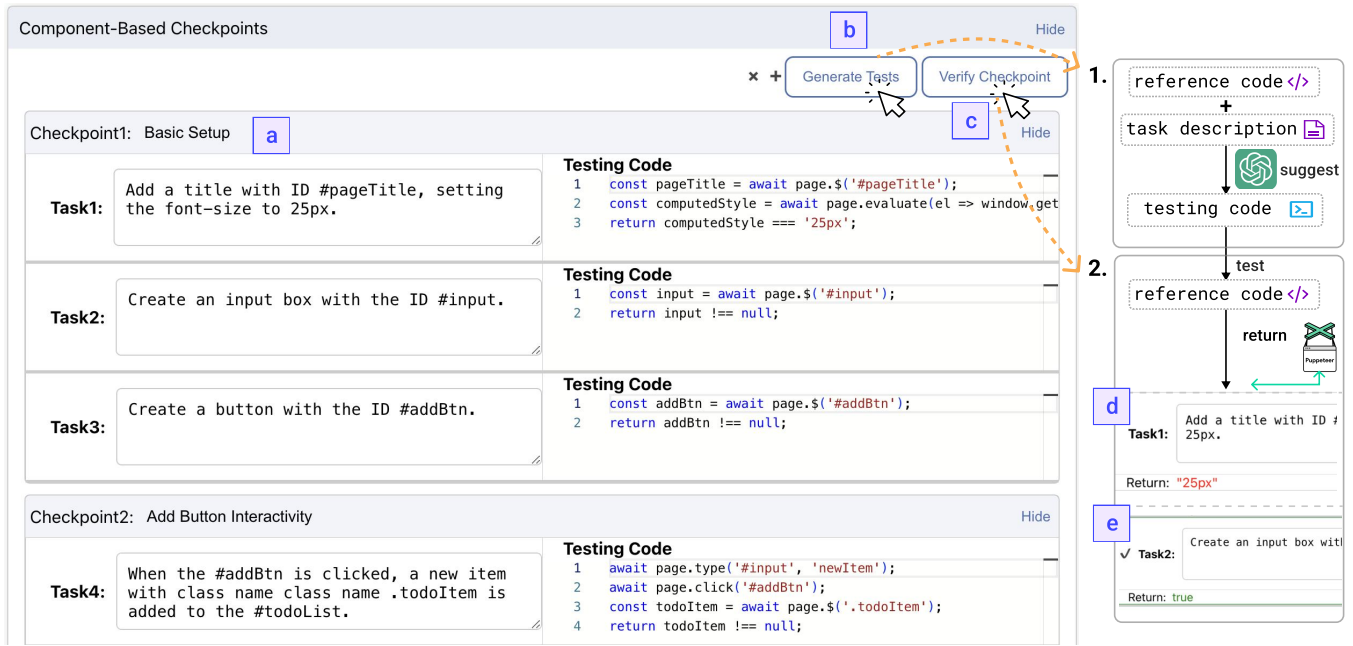 Component-Based Checkpoints
Hide
b
× + Generate Tests Verify Checkpoint
c
Checkpoint1: Basic Setup
a
Hide
Task1:
Add a title with ID #pageTitle, setting
the font-size to 25px.
Testing Code
1 const pageTitle = await page.$('#pageTitle');
2 const computedStyle = await page.evaluate(el => window.get
3 return computedStyle === '25px';
Task2:
Create an input box with the ID #input.
Testing Code
1 const input = await page.$('#input');
2 return input !== null;
Task3:
Create a button with the ID #addBtn.
Testing Code
1 const addBtn = await page.$('#addBtn');
2 return addBtn !== null;
Checkpoint2: Add Button Interactivity
Hide
Task4:
When the #addBtn is clicked, a new item
with class name class name .todoItem is
added to the #todoList.
Testing Code
1 await page.type('#input', 'newItem');
2 await page.click('#addBtn');
3 const todoItem = await page.$('.todoItem');
4 return todoItem !== null;
1.
reference code </>
+
task description
suggest
testing code >_
2.
test
reference code </>
return
Puppeteer
d
Task1:
Add a title with ID #
25px.
Return: "25px"
e
✓ Task2:
Create an input box with
Return: true